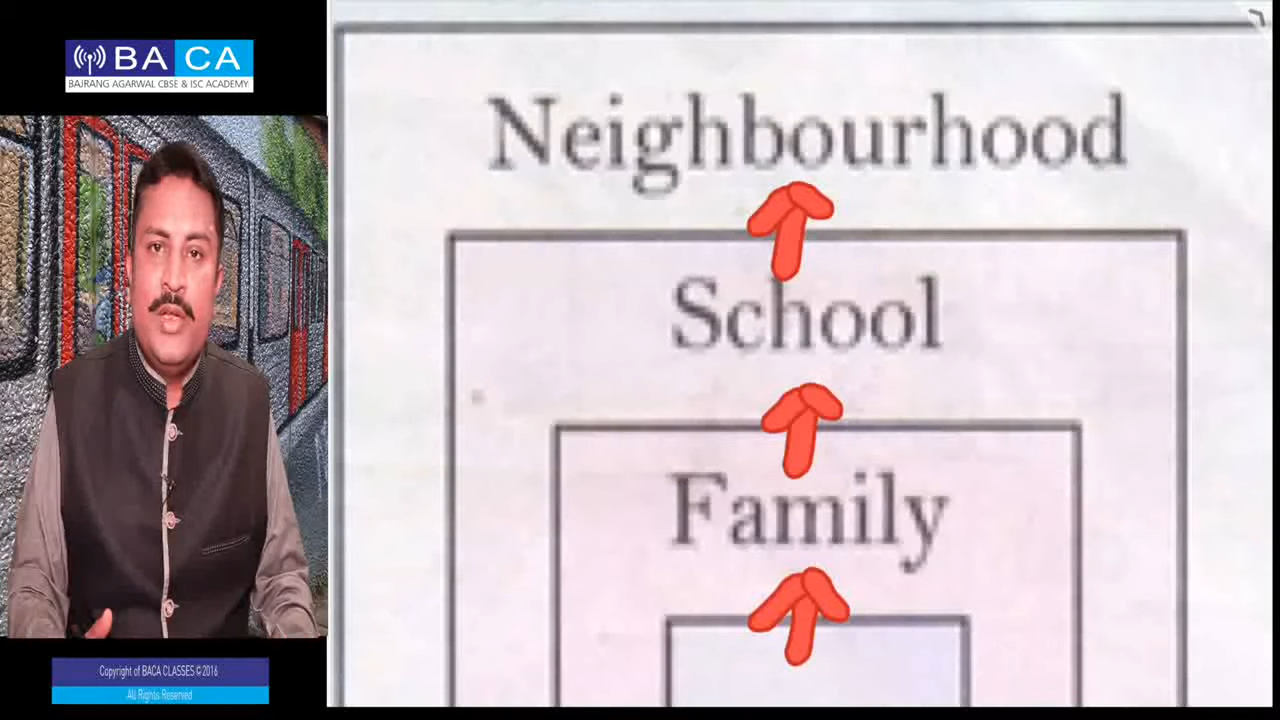 BACA
BAJRANG AGARWAL CBSE & ISC ACADEMY
Neighbourhood
School
Family
Copyright of BACA CLASSES ©2016
All Rights Reserved